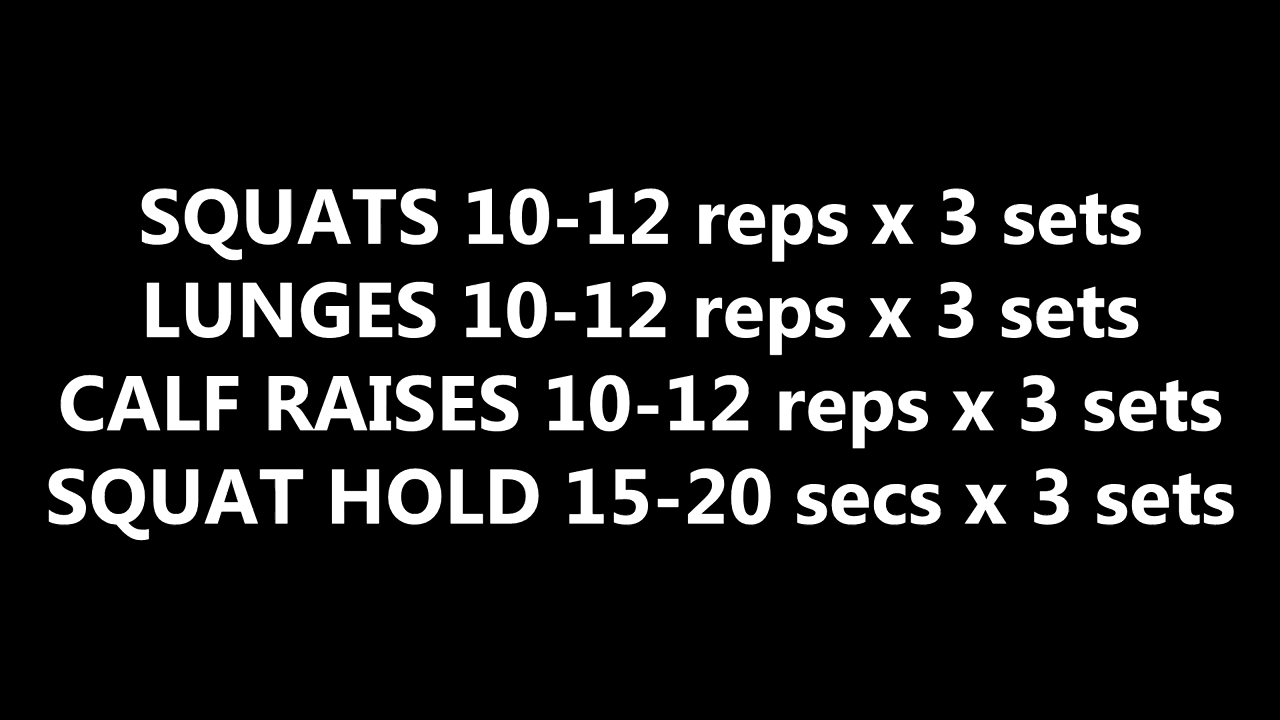 SQUATS 10-12 reps x 3 sets
LUNGES 10-12 reps x 3 sets
CALF RAISES 10-12 reps x 3 sets
SQUAT HOLD 15-20 secs x 3 sets